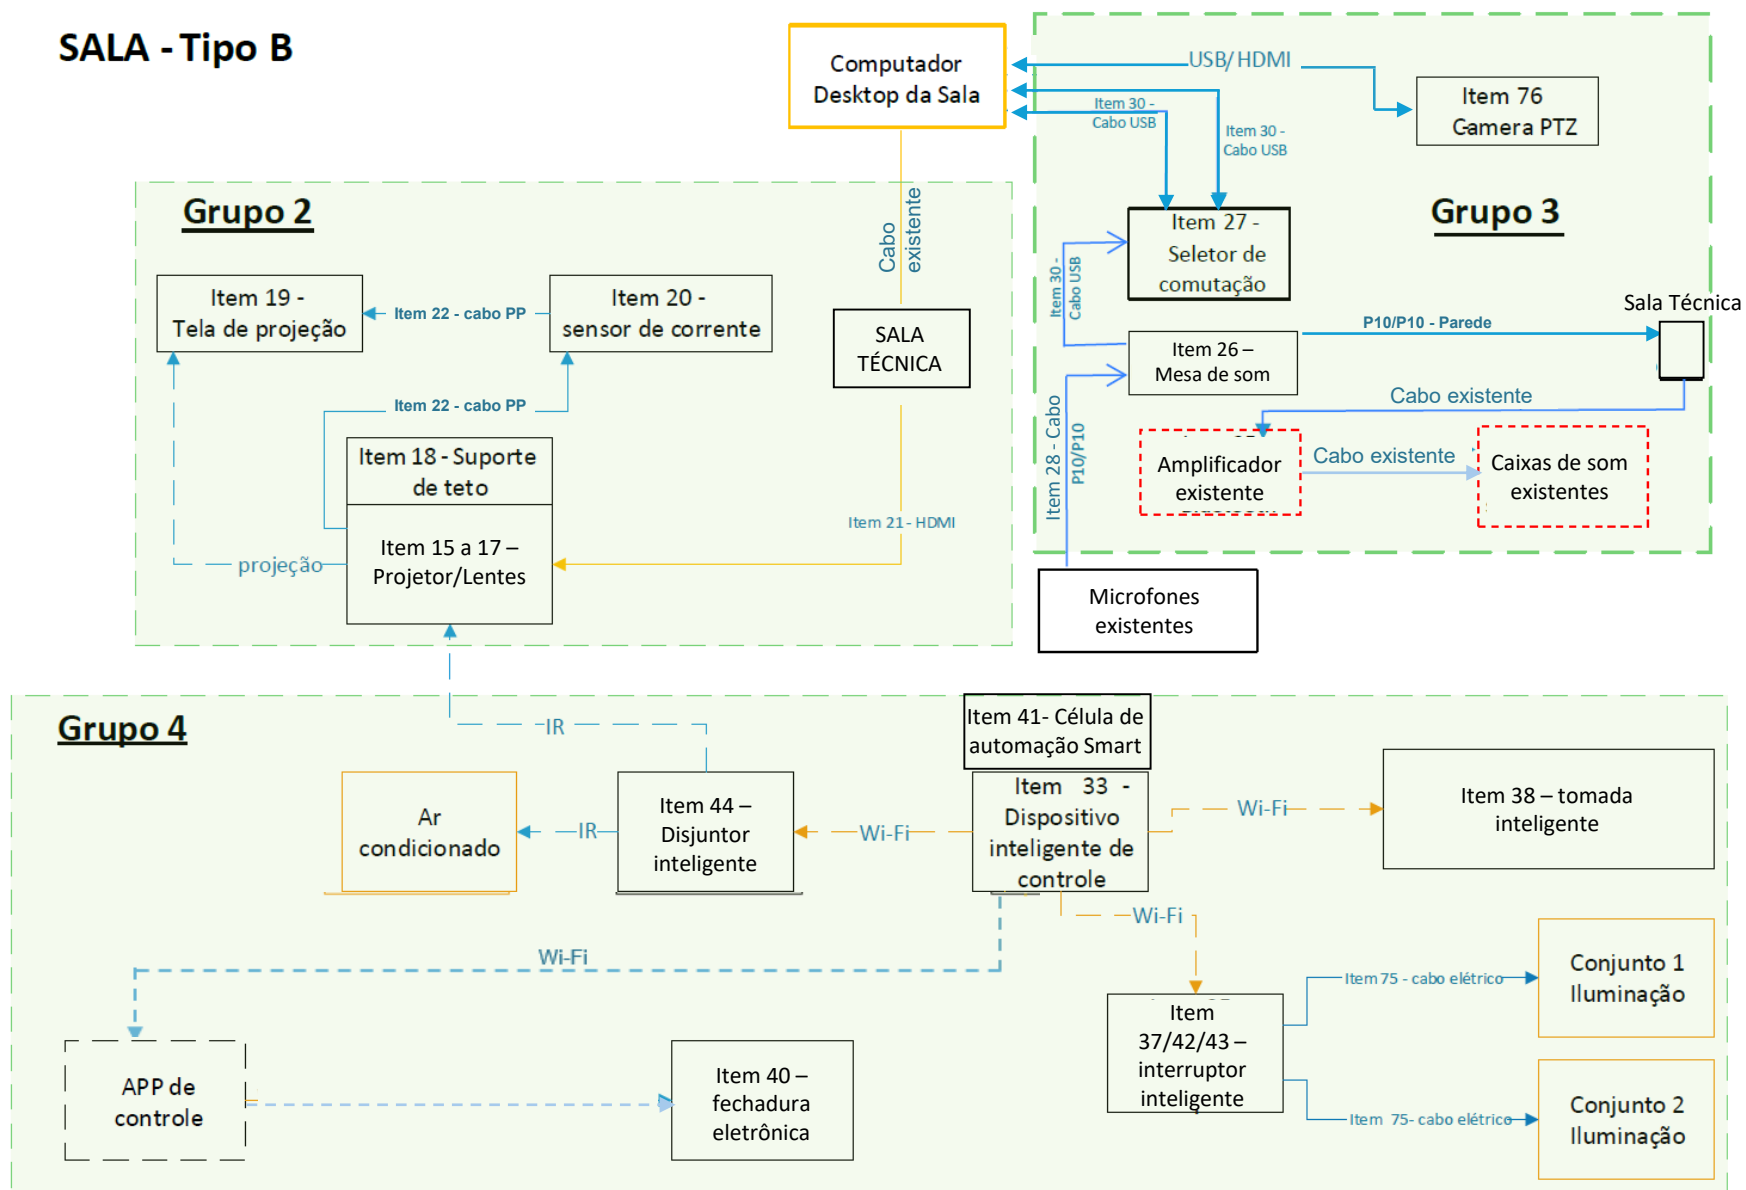 SALA - Tipo B
Computador
Desktop da Sala
USB/ HDMI
Item 76
Camera PTZ
Item 30 -
Cabo USB
Item 30 -
Cabo USB
Grupo 2
Grupo 3
Cabo
existente
Item 27 -
Seletor de
comutação
Item 30 -
Cabo USB
Item 19 -
Tela de projeção
Item 22 - cabo PP
Item 20 -
sensor de corrente
SALA
TÉCNICA
Sala Técnica
P10/P10 - Parede
Item 26 –
Mesa de som
Item 22 - cabo PP
Cabo existente
Item 28 - Cabo
P10/P10
Item 18 - Suporte
de teto
Amplificador
existente
Cabo existente
Caixas de som
existentes
Item 21 - HDMI
Item 15 a 17 –
Projetor/Lentes
projeção
Microfones
existentes
Grupo 4
IR
Item 41- Célula de
automação Smart
Ar
condicionado
IR
Item 44 –
Disjuntor
inteligente
Wi-Fi
Item 33 -
Dispositivo
inteligente de
controle
Wi-Fi
Item 38 – tomada
inteligente
Wi-Fi
Wi-Fi
Item
37/42/43 –
interruptor
inteligente
Item 75 - cabo elétrico
Conjunto 1
Iluminação
APP de
controle
Item 40 –
fechadura
eletrônica
Item 75- cabo elétrico
Conjunto 2
Iluminação